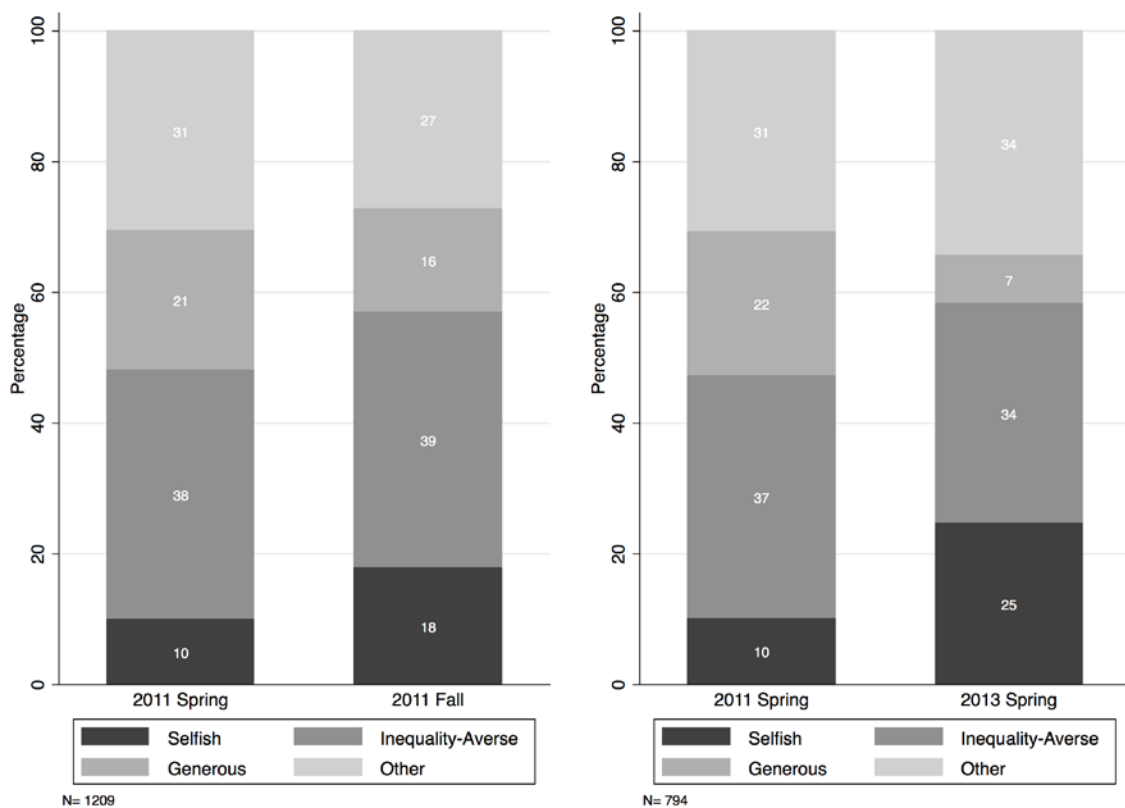 Percentage
100
80
60
40
20
0
31
21
38
10
27
16
39
18
2011 Spring
2011 Fall
Selfish
Inequality-Averse
Generous
Other
N= 1209
Percentage
100
80
60
40
20
0
31
22
37
10
34
7
34
25
2011 Spring
2013 Spring
Selfish
Inequality-Averse
Generous
Other
N= 794